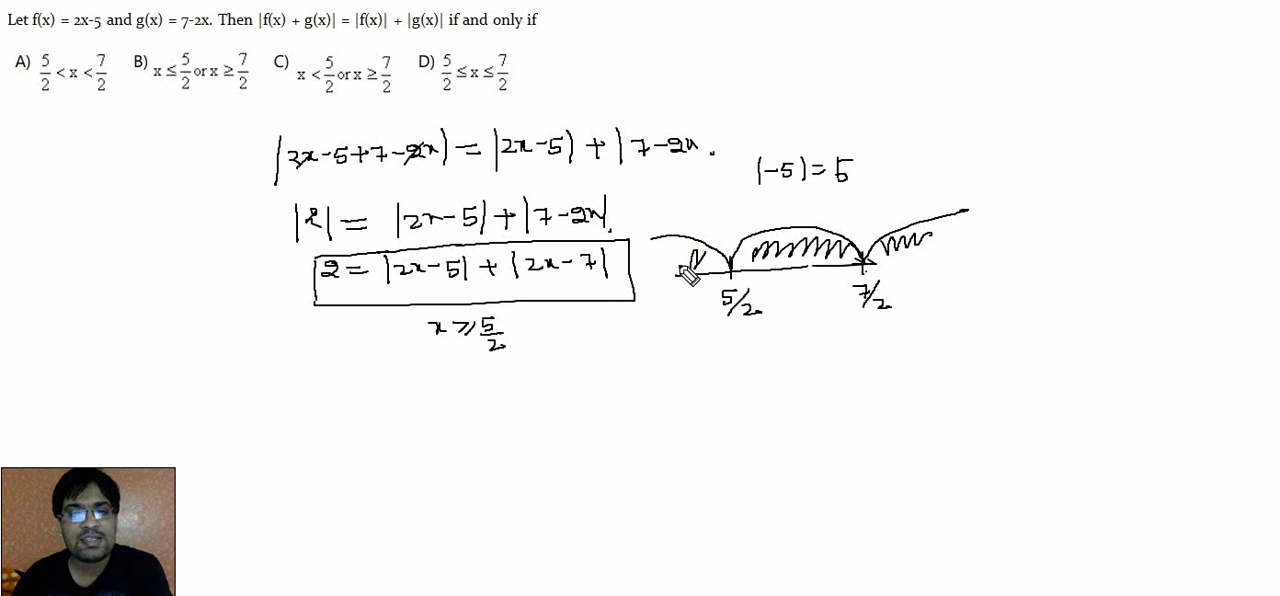 Let f(x) = 2x-5 and g(x) = 7-2x. Then |f(x) + g(x)| = |f(x)| + |g(x)| if and only if
A) 5/2 < x < 7/2 B) x ≤ 5/2 or x ≥ 7/2 C) x < 5/2 or x ≥ 7/2 D) 5/2 ≤ x ≤ 7/2
|2x-5+7-2x| = |2x-5| + |7-2x.
|-5| = 5
|2| = |2x-5| + |7-2x|.
2 = |2x-5| + |2x-7|
5/2 7/2
x ≥ 5/2